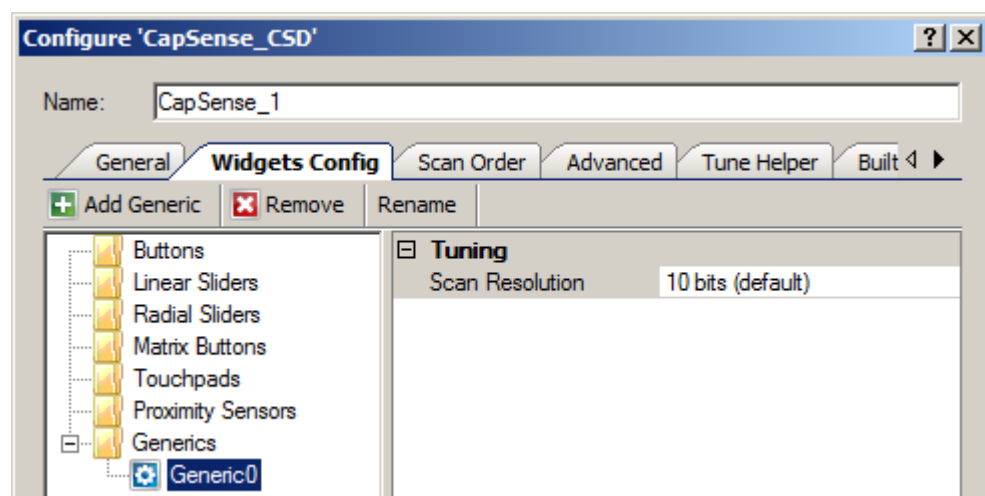 Configure 'CapSense_CSD'
Name: CapSense_1
General Widgets Config Scan Order Advanced Tune Helper Built
Add Generic Remove Rename
Buttons
Linear Sliders
Radial Sliders
Matrix Buttons
Touchpads
Proximity Sensors
Generics
Generic0
Tuning
Scan Resolution 10 bits (default)